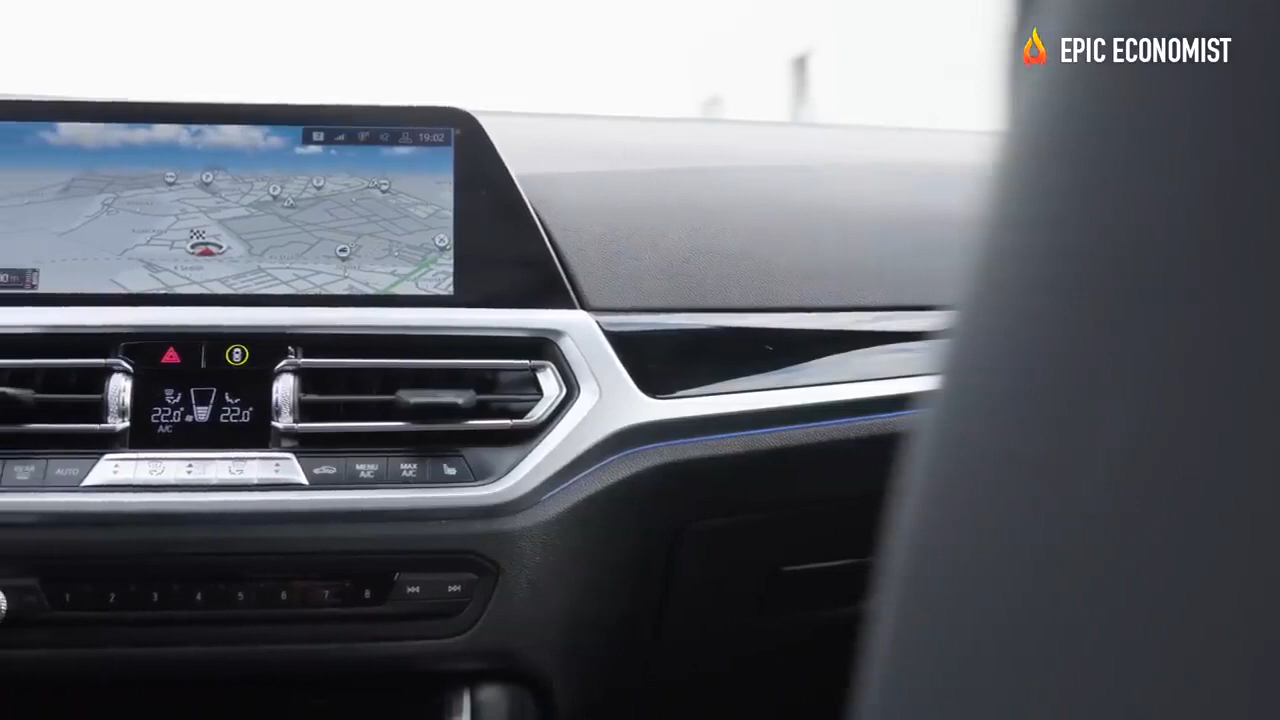 EPIC ECONOMIST
19:02
22.0° 22.0°
A/C
REAR AUTO MENU A/C MAX A/C
1 2 3 4 5 6 7 8